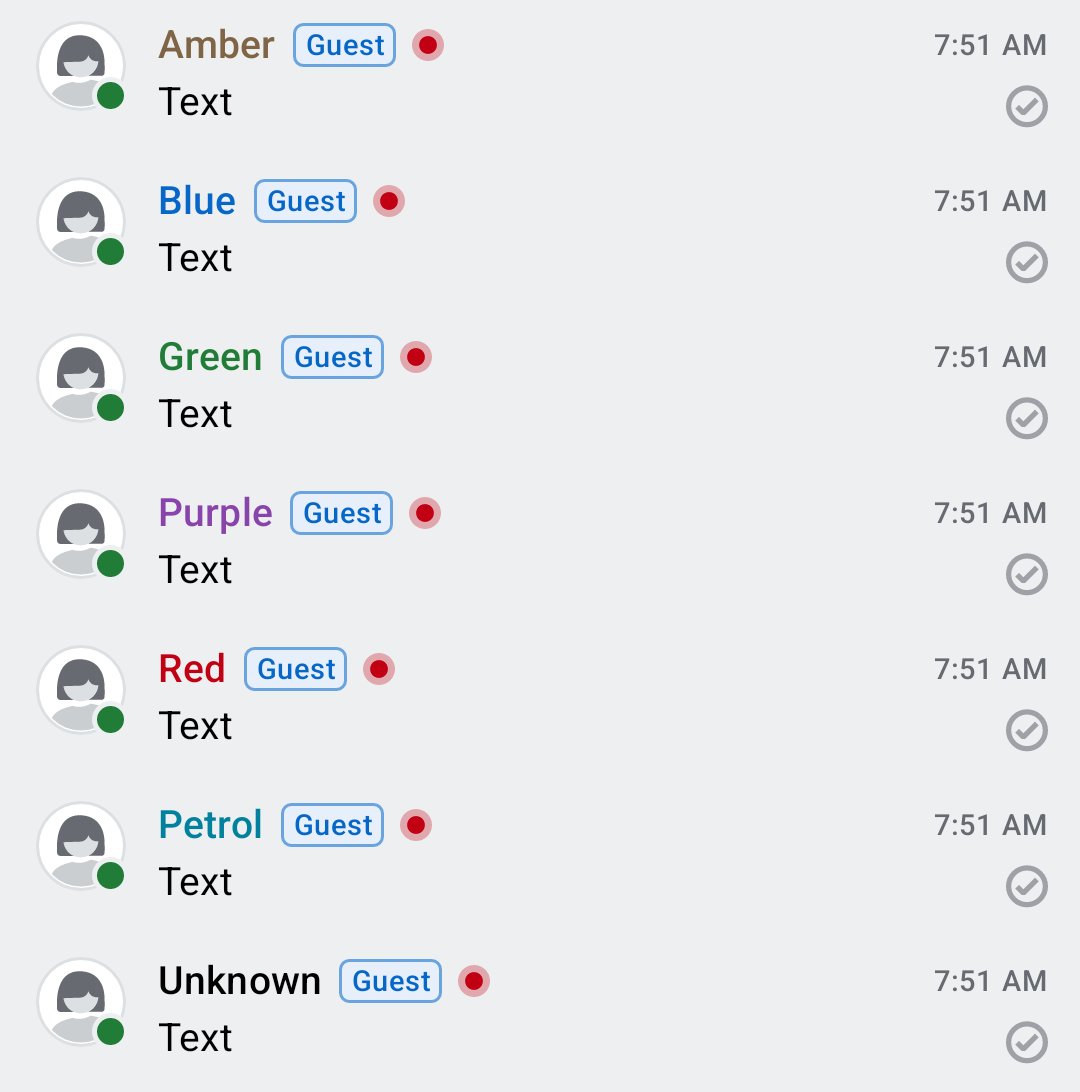 Amber Guest 7:51 AM
Text
Blue Guest 7:51 AM
Text
Green Guest 7:51 AM
Text
Purple Guest 7:51 AM
Text
Red Guest 7:51 AM
Text
Petrol Guest 7:51 AM
Text
Unknown Guest 7:51 AM
Text